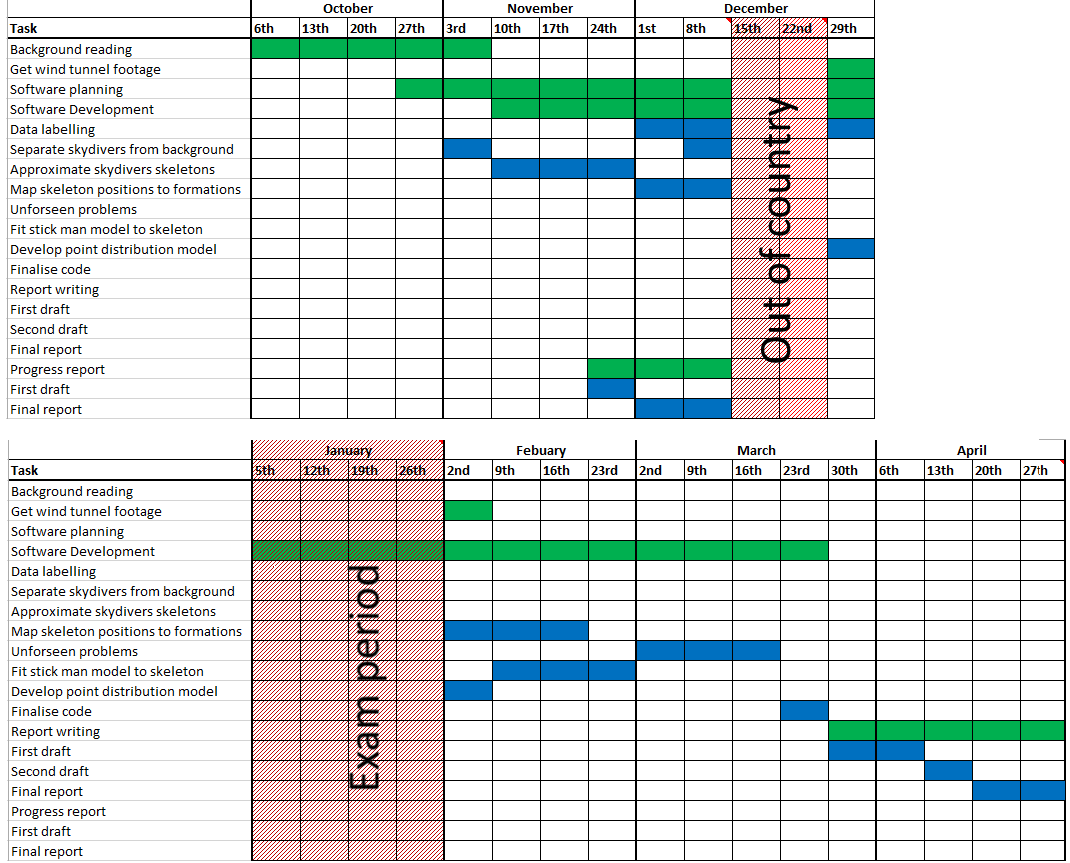 October November December
Task 6th 13th 20th 27th 3rd 10th 17th 24th 1st 8th 15th 22nd 29th
Background reading
Get wind tunnel footage
Software planning
Software Development
Data labelling
Separate skydivers from background
Approximate skydivers skeletons
Map skeleton positions to formations
Unforseen problems
Fit stick man model to skeleton
Develop point distribution model
Finalise code
Report writing
First draft
Second draft
Final report
Progress report
First draft
Final report
Out of country
January Febuary March April
Task 5th 12th 19th 26th 2nd 9th 16th 23rd 2nd 9th 16th 23rd 30th 6th 13th 20th 27th
Background reading
Get wind tunnel footage
Software planning
Software Development
Data labelling
Separate skydivers from background
Approximate skydivers skeletons
Map skeleton positions to formations
Unforseen problems
Fit stick man model to skeleton
Develop point distribution model
Finalise code
Report writing
First draft
Second draft
Final report
Progress report
First draft
Final report
Exam period